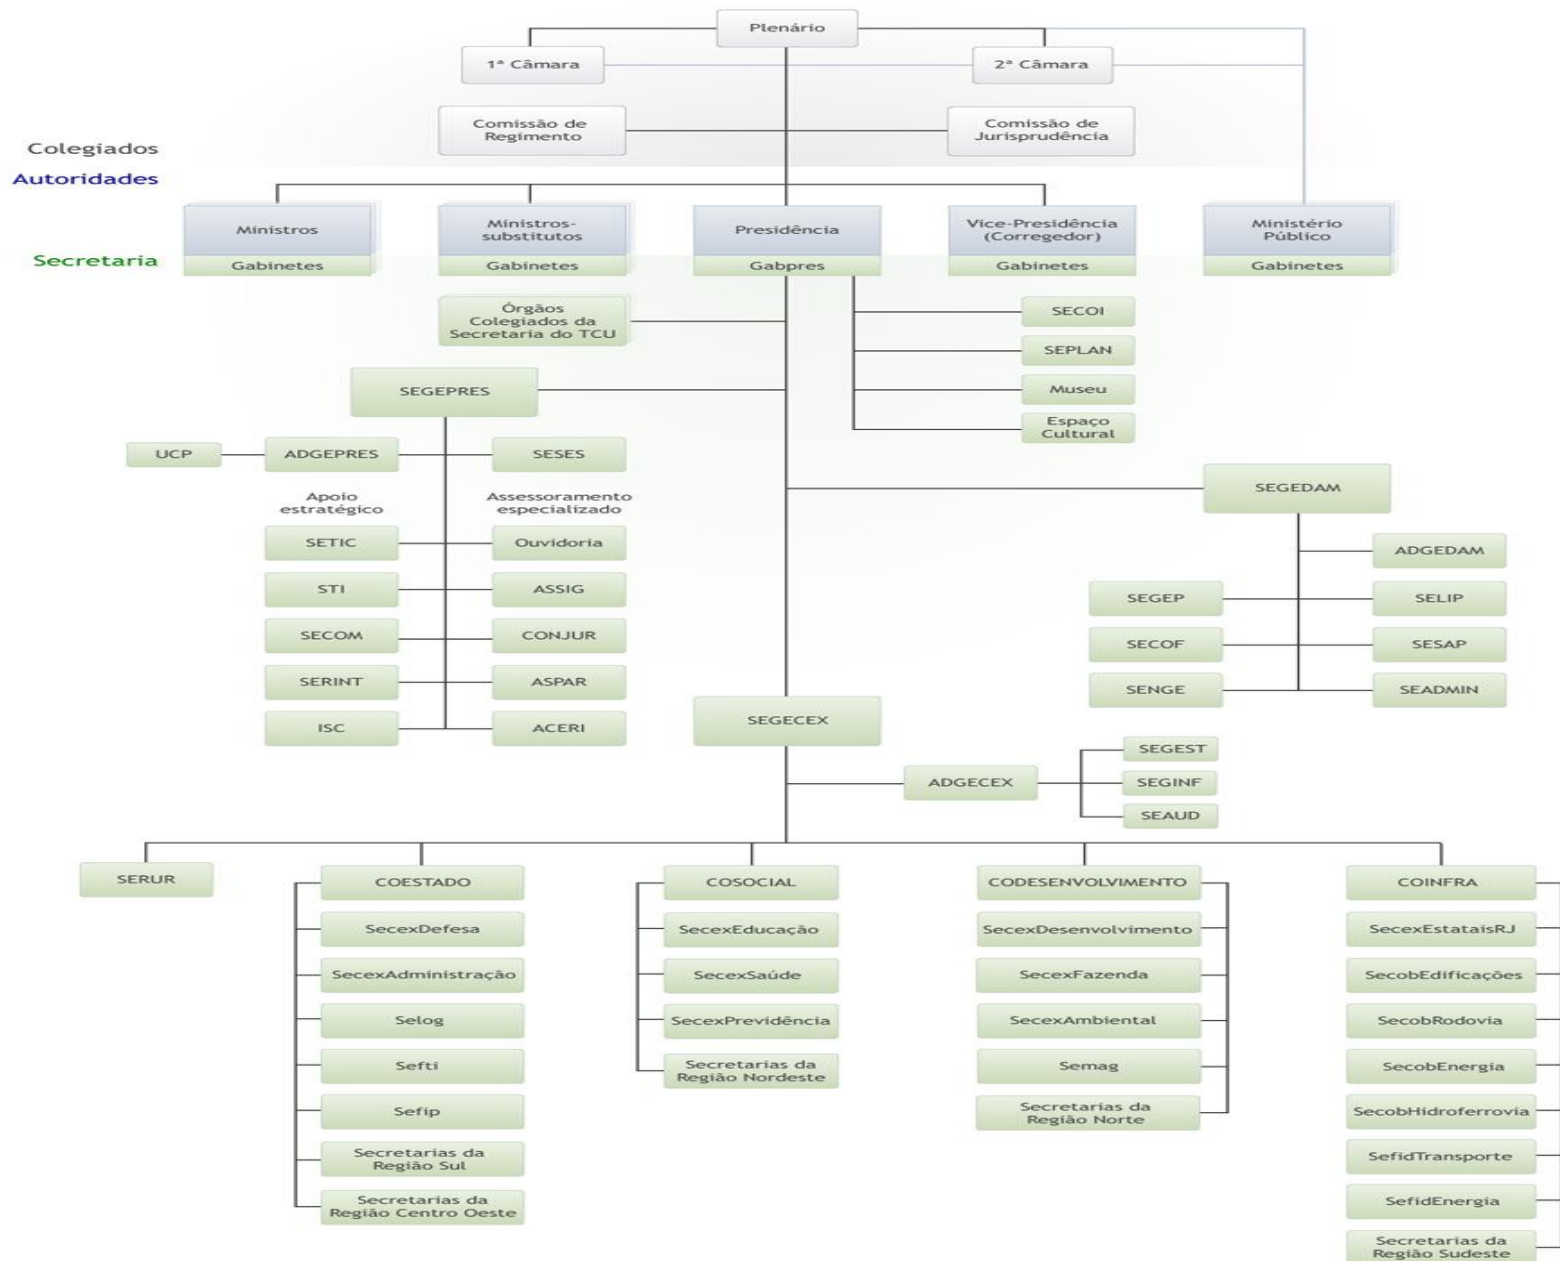 Plenário
1ª Câmara
2ª Câmara
Comissão de
Regimento
Comissão de
Jurisprudência
Colegiados
Autoridades
Ministros
Ministros-
substitutos
Presidência
Vice-Presidência
(Corregedor)
Ministério
Público
Secretaria
Gabinetes
Gabinetes
Gabpres
Gabinetes
Gabinetes
Órgãos
Colegiados da
Secretaria do TCU
SECOI
SEPLAN
Museu
Espaço
Cultural
SEGEPRES
UCP
ADGEPRES
SESES
Apoio
estratégico
Assessoramento
especializado
SETIC
Ouvidoria
STI
ASSIG
SECOM
CONJUR
SERINT
ASPAR
ISC
ACERI
SEGEDAM
ADGEDAM
SEGEP
SELIP
SECOF
SESAP
SENGE
SEADMIN
SEGECEX
ADGECEX
SEGEST
SEGINF
SEAUD
SERUR
COESTADO
SecexDefesa
SecexAdministração
Selog
Sefti
Sefip
Secretarias da
Região Sul
Secretarias da
Região Centro Oeste
COSOCIAL
SecexEducação
SecexSaúde
SecexPrevidência
Secretarias da
Região Nordeste
CODESENVOLVIMENTO
SecexDesenvolvimento
SecexFazenda
SecexAmbiental
Semag
Secretarias da
Região Norte
COINFRA
SecexEstataisRJ
SecobEdificações
SecobRodovia
SecobEnergia
SecobHidroferrovia
SefidTransporte
SefidEnergia
Secretarias da
Região Sudeste